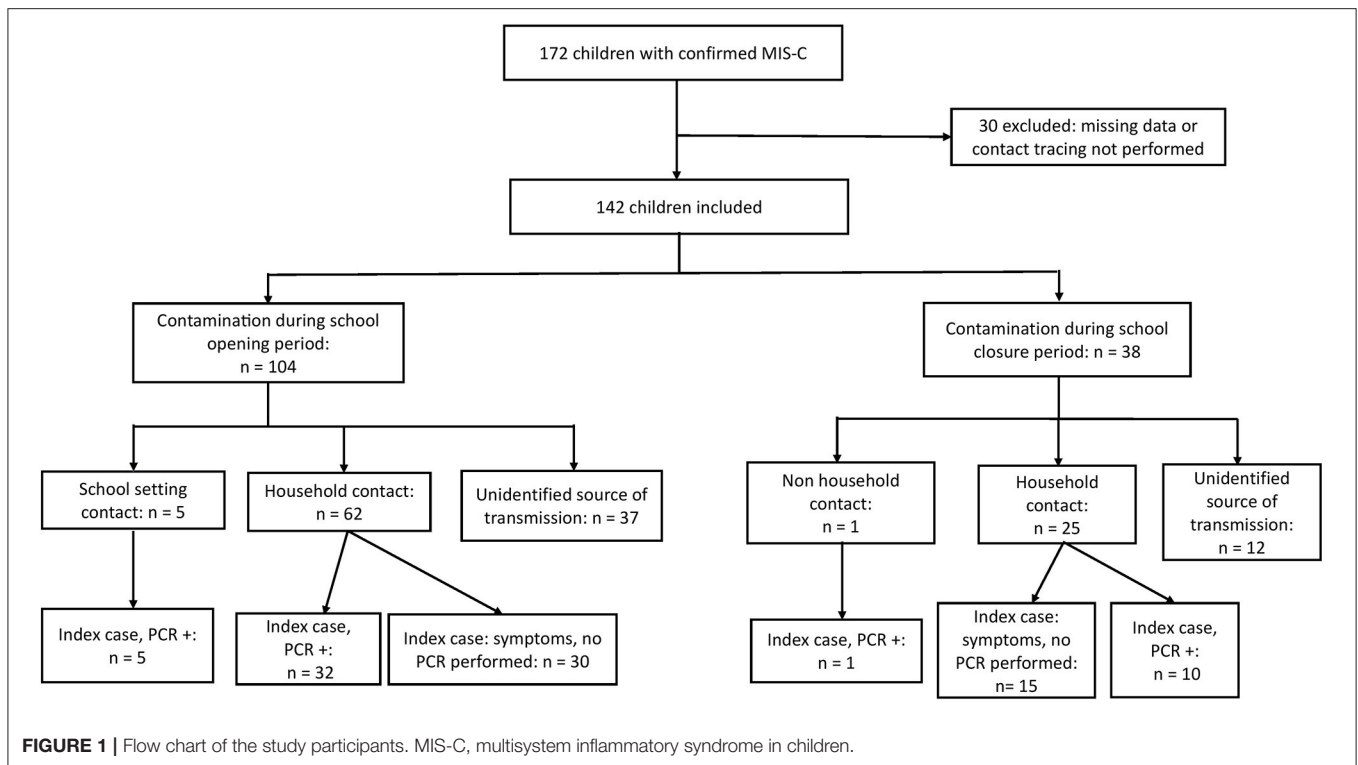 172 children with confirmed MIS-C
30 excluded: missing data or
contact tracing not performed
142 children included
Contamination during school
opening period:
n = 104
Contamination during school
closure period: n = 38
School setting
contact: n = 5
Household contact:
n = 62
Unidentified source of
transmission: n = 37
Non household
contact:
n = 1
Household
contact:
n = 25
Unidentified
source of
transmission:
n = 12
Index case, PCR +:
n = 5
Index case,
PCR +:
n = 32
Index case: symptoms, no
PCR performed: n = 30
Index case, PCR +:
n = 1
Index case:
symptoms, no
PCR performed:
n= 15
Index case,
PCR +:
n = 10
FIGURE 1 | Flow chart of the study participants. MIS-C, multisystem inflammatory syndrome in children.